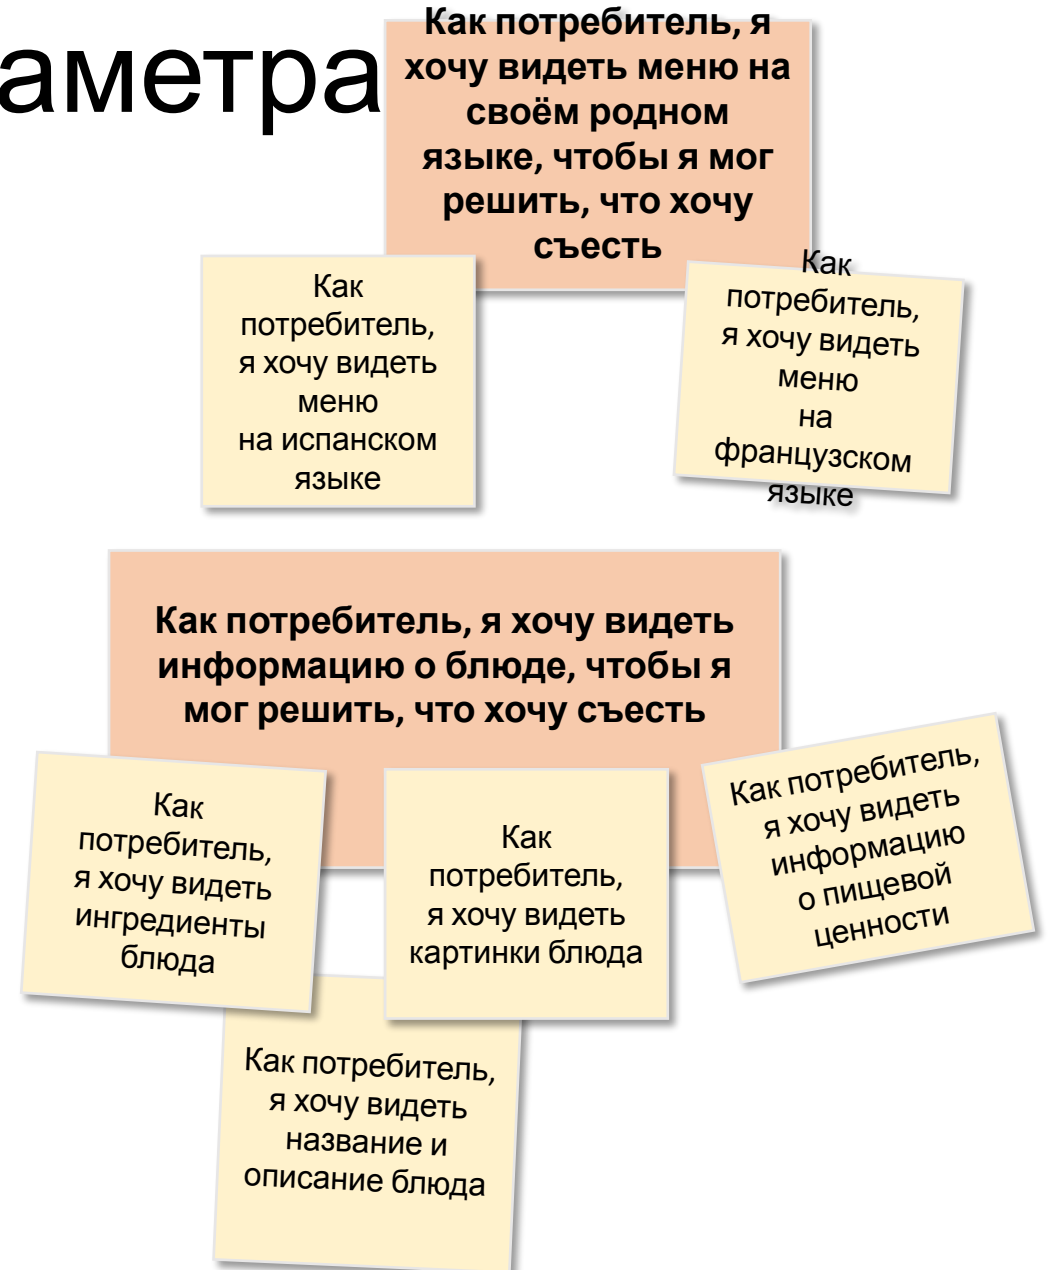 аметра
Как потребитель, я
хочу видеть меню на
своём родном
языке, чтобы я мог
решить, что хочу
съесть
Как
потребитель,
я хочу видеть
меню
на испанском
языке
Как
потребитель,
я хочу видеть
меню
на
французском
языке
Как потребитель, я хочу видеть
информацию о блюде, чтобы я
мог решить, что хочу съесть
Как
потребитель,
я хочу видеть
ингредиенты
блюда
Как
потребитель,
я хочу видеть
картинки блюда
Как потребитель,
я хочу видеть
информацию
о пищевой
ценности
Как потребитель,
я хочу видеть
название и
описание блюда